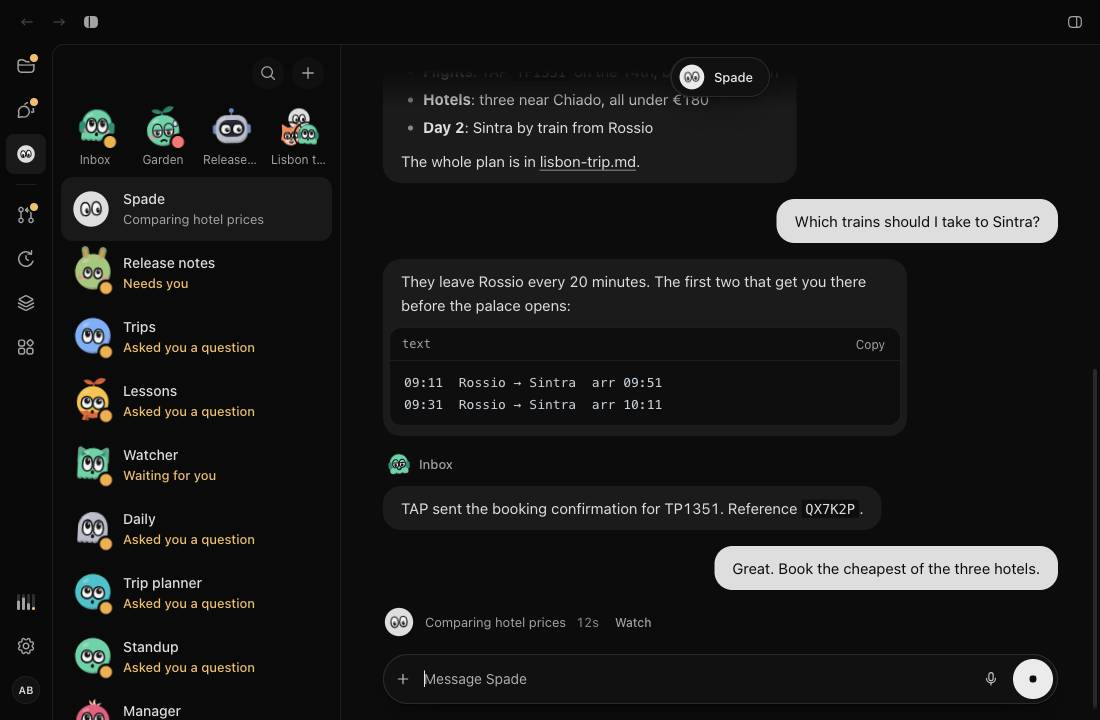 Inbox
Garden
Release...
Lisbon t...
Spade
Comparing hotel prices
Release notes
Needs you
Trips
Asked you a question
Lessons
Asked you a question
Watcher
Waiting for you
Daily
Asked you a question
Trip planner
Asked you a question
Standup
Asked you a question
Manager
AB
Spade
Flights: TAP TP1351 on the 14th,
Hotels: three near Chiado, all under €180
Day 2: Sintra by train from Rossio
The whole plan is in lisbon-trip.md.
Which trains should I take to Sintra?
They leave Rossio every 20 minutes. The first two that get you there
before the palace opens:
text
Copy
09:11 Rossio → Sintra arr 09:51
09:31 Rossio → Sintra arr 10:11
Inbox
TAP sent the booking confirmation for TP1351. Reference QX7K2P.
Great. Book the cheapest of the three hotels.
Comparing hotel prices 12s Watch
Message Spade